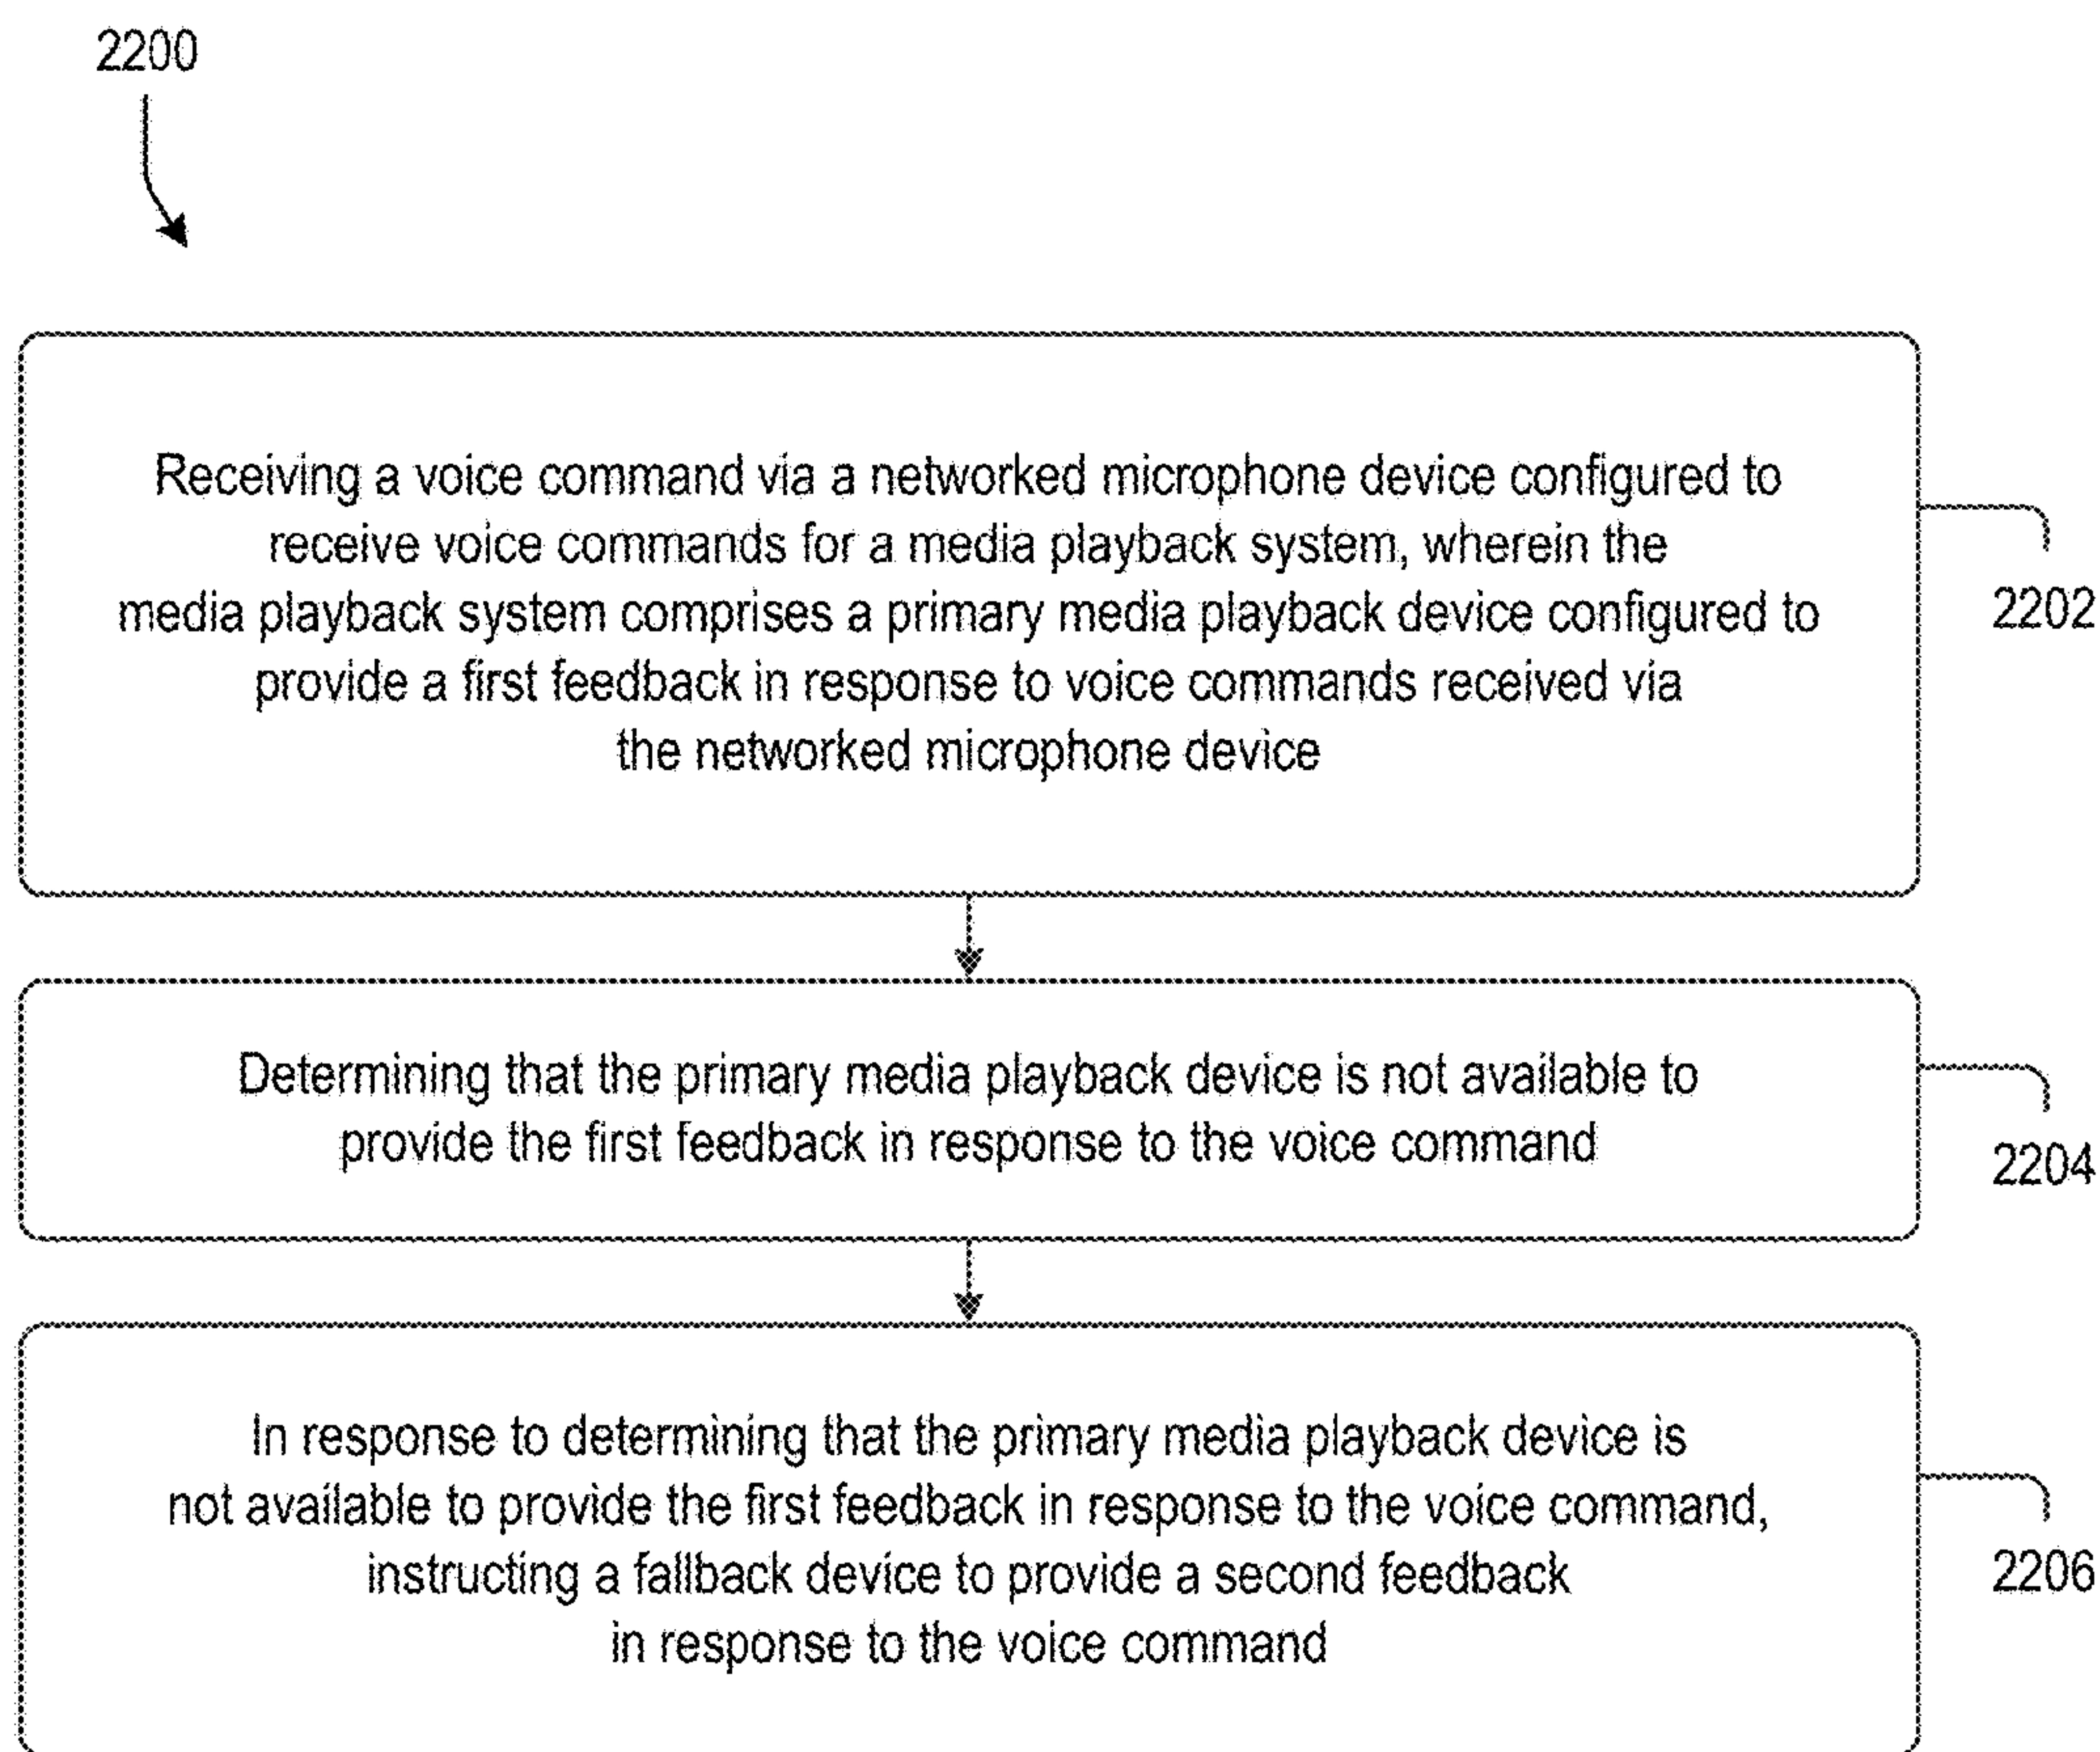 2200
Receiving a voice command via a networked microphone device configured to
receive voice commands for a media playback system, wherein the
media playback system comprises a primary media playback device configured to
provide a first feedback in response to voice commands received via
the networked microphone device
2202
Determining that the primary media playback device is not available to
provide the first feedback in response to the voice command
2204
In response to determining that the primary media playback device is
not available to provide the first feedback in response to the voice command,
instructing a fallback device to provide a second feedback
in response to the voice command
2206